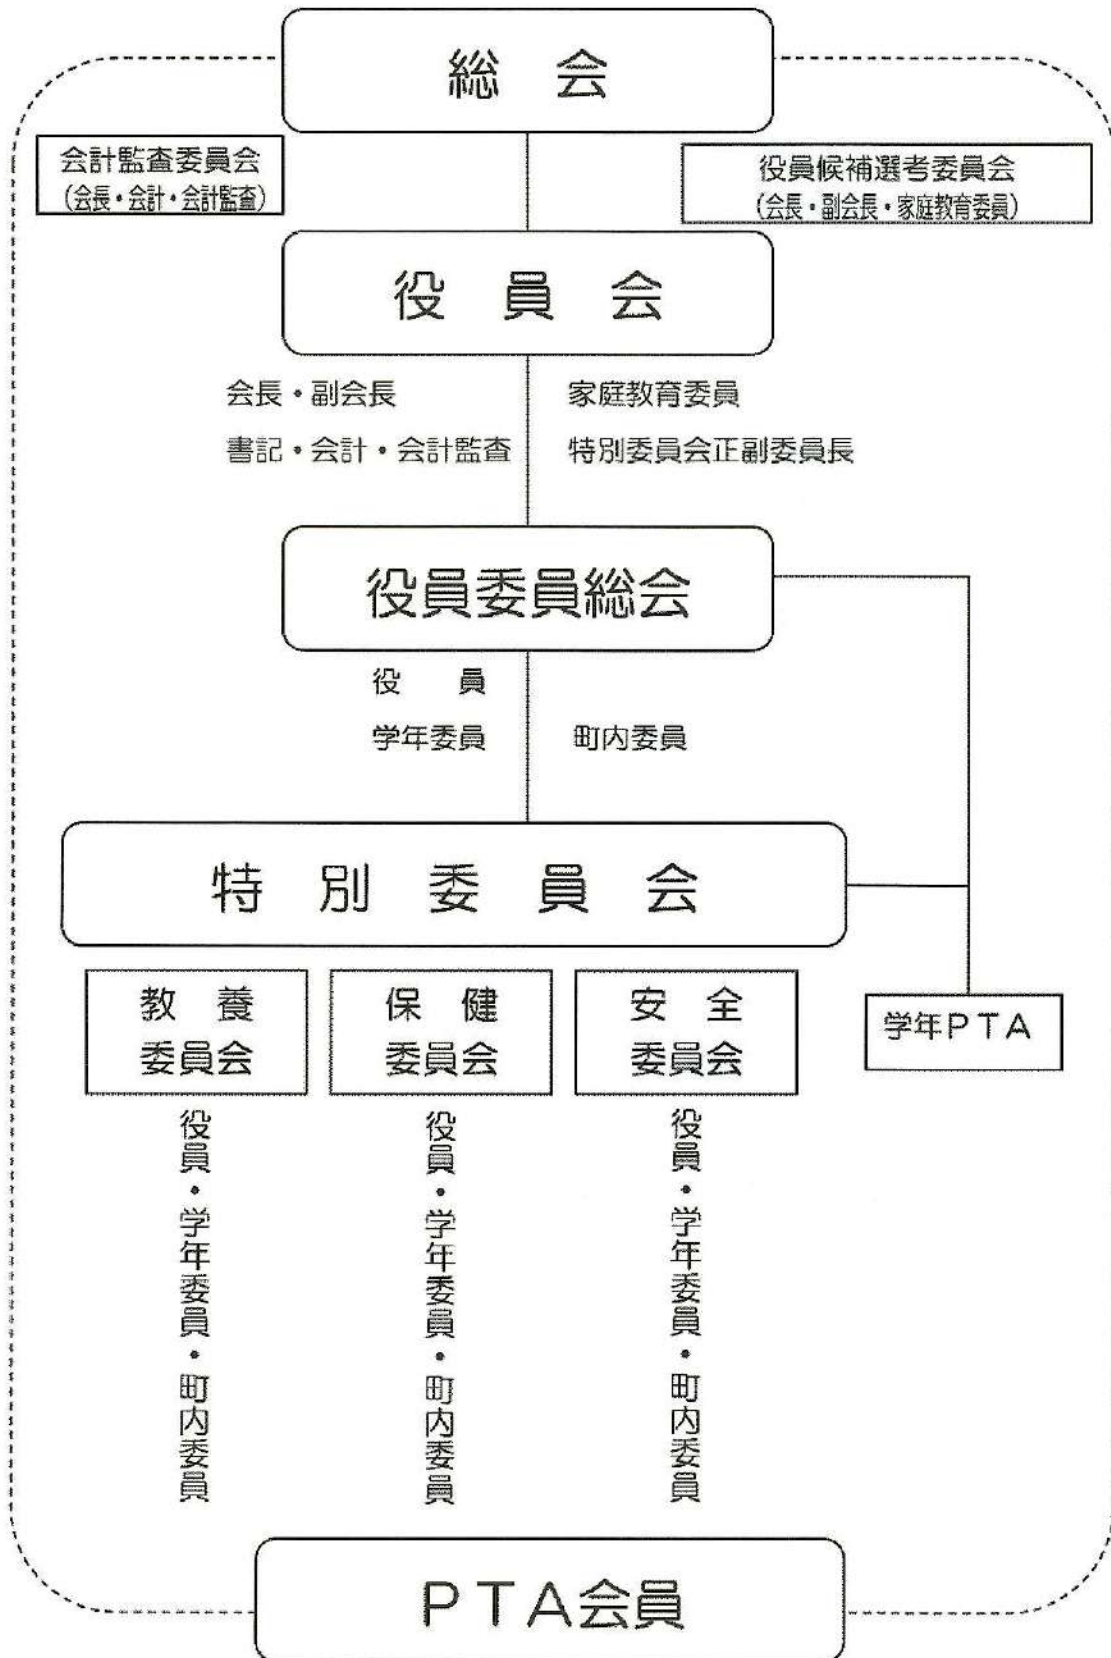 総会
会計監査委員会
(会長・会計・会計監査)
役員候補選考委員会
(会長・副会長・家庭教育委員)
役員会
会長・副会長
家庭教育委員
書記・会計・会計監査
特別委員会正副委員長
役員委員総会
役員
学年委員
町内委員
特別委員会
教養
委員会
保健
委員会
安全
委員会
学年PTA
役員・学年委員・町内委員
役員・学年委員・町内委員
役員・学年委員・町内委員
PTA会員